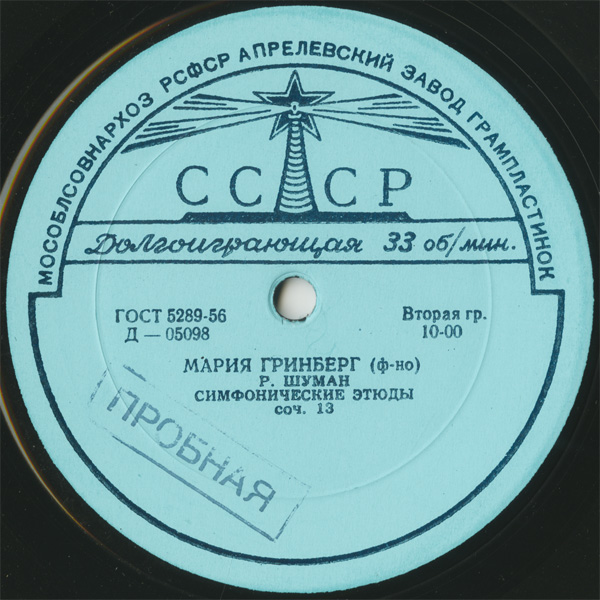 МОСОБЛСОВНАРХОЗ РСФСР АПРЕЛЕВСКИЙ ЗАВОД ГРАМПЛАСТИНОК
СССР
Долгоиграющая 33 об/мин.
ГОСТ 5289-56
Д — 05098
Вторая гр.
10-00
МАРИЯ ГРИНБЕРГ (ф-но)
Р. ШУМАН
СИМФОНИЧЕСКИЕ ЭТЮДЫ
соч. 13
ПРОБНАЯ